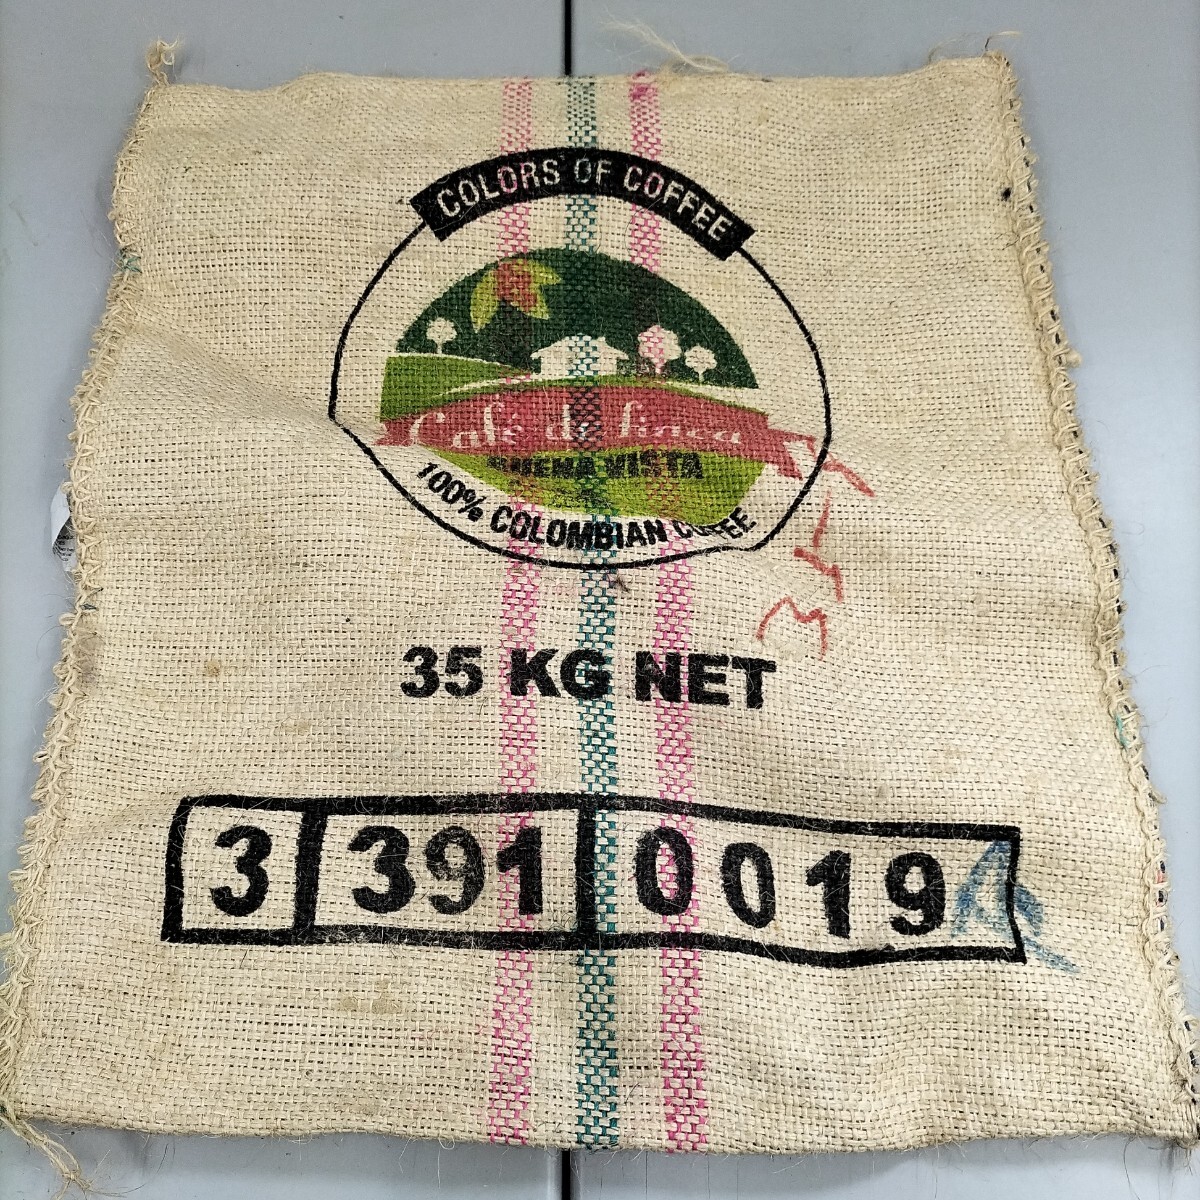 COLORS OF COFFEE
Café de finca
BUENA VISTA
100% COLOMBIAN COFFEE
35 KG NET
3 391 0019